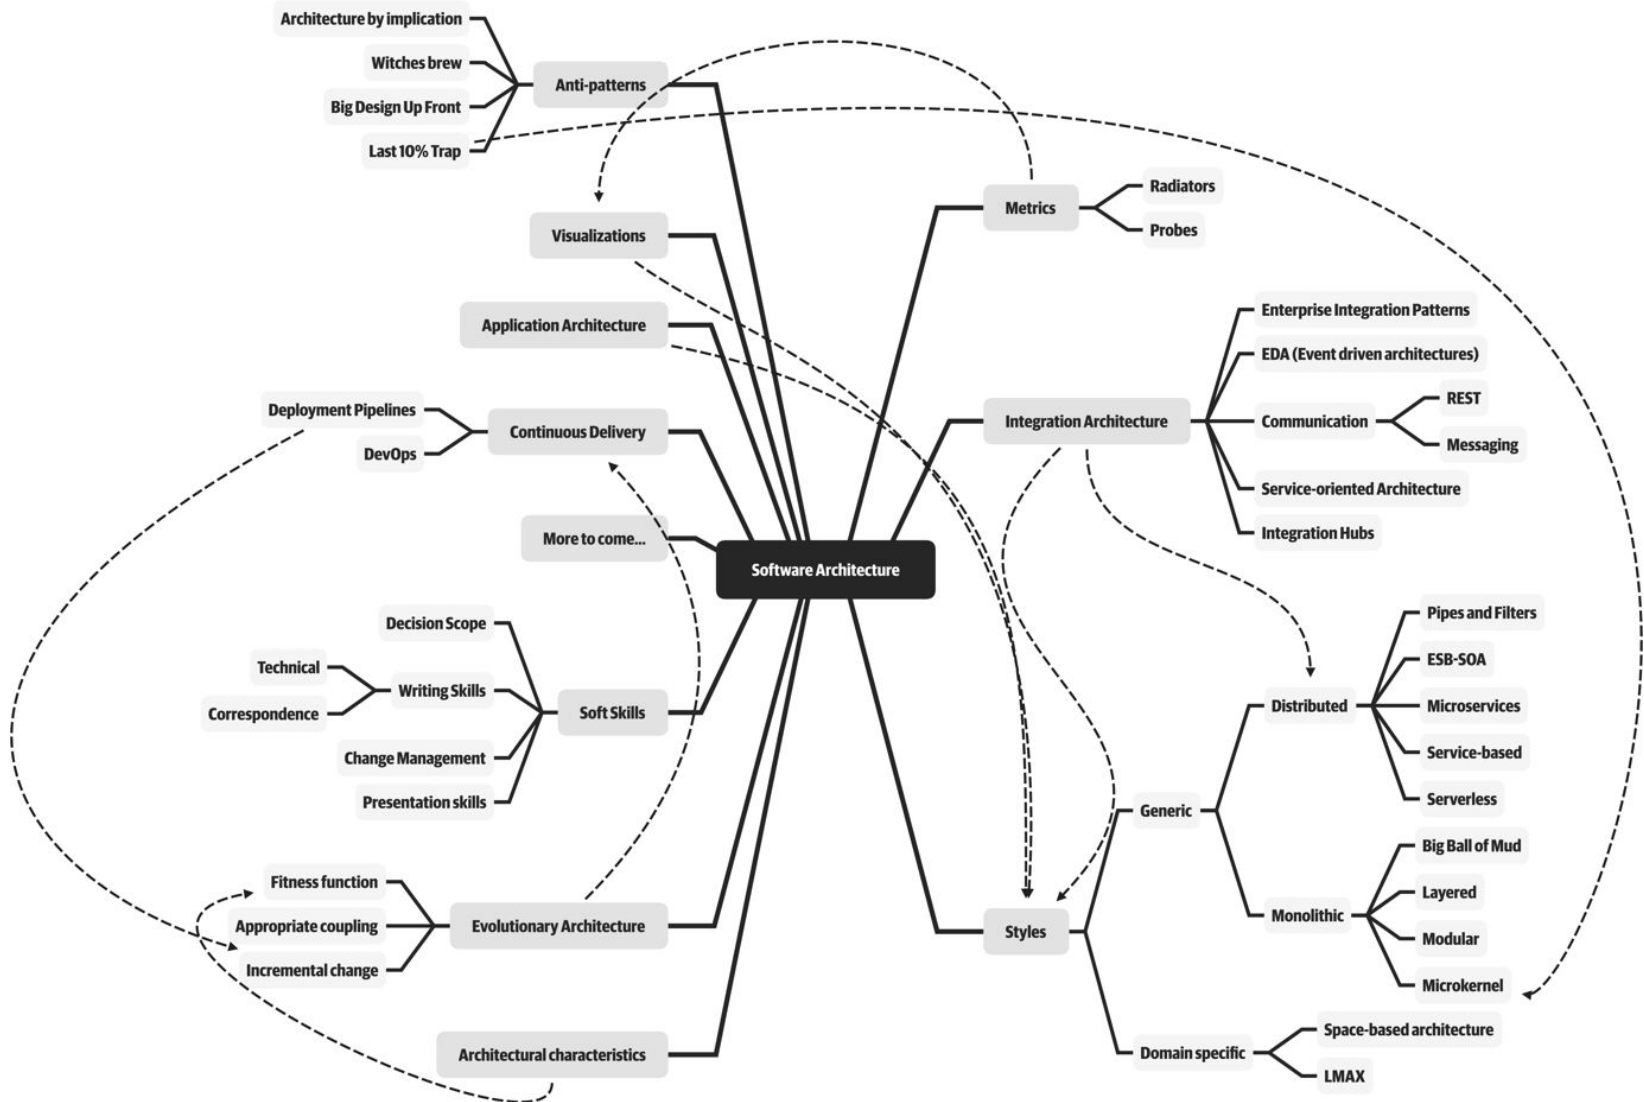 Architecture by implication
Witches brew
Big Design Up Front
Last 10% Trap
Anti-patterns
Visualizations
Application Architecture
Deployment Pipelines
DevOps
Continuous Delivery
More to come...
Software Architecture
Decision Scope
Technical
Correspondence
Writing Skills
Change Management
Presentation skills
Soft Skills
Fitness function
Appropriate coupling
Incremental change
Evolutionary Architecture
Architectural characteristics
Metrics
Radiators
Probes
Integration Architecture
Enterprise Integration Patterns
EDA (Event driven architectures)
Communication
REST
Messaging
Service-oriented Architecture
Integration Hubs
Styles
Generic
Distributed
Pipes and Filters
ESB-SOA
Microservices
Service-based
Serverless
Monolithic
Big Ball of Mud
Layered
Modular
Microkernel
Domain specific
Space-based architecture
LMAX